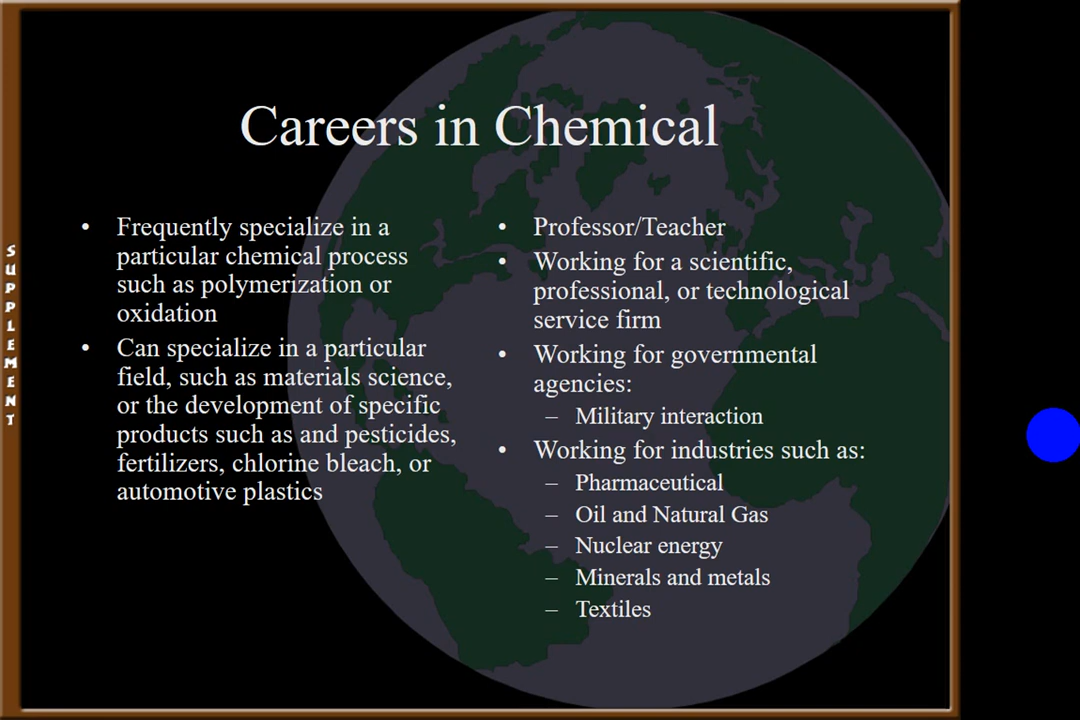 Careers in Chemical
SUPPLEMENT
• Frequently specialize in a
particular chemical process
such as polymerization or
oxidation
• Can specialize in a particular
field, such as materials science,
or the development of specific
products such as and pesticides,
fertilizers, chlorine bleach, or
automotive plastics
• Professor/Teacher
• Working for a scientific,
professional, or technological
service firm
• Working for governmental
agencies:
– Military interaction
• Working for industries such as:
– Pharmaceutical
– Oil and Natural Gas
– Nuclear energy
– Minerals and metals
– Textiles